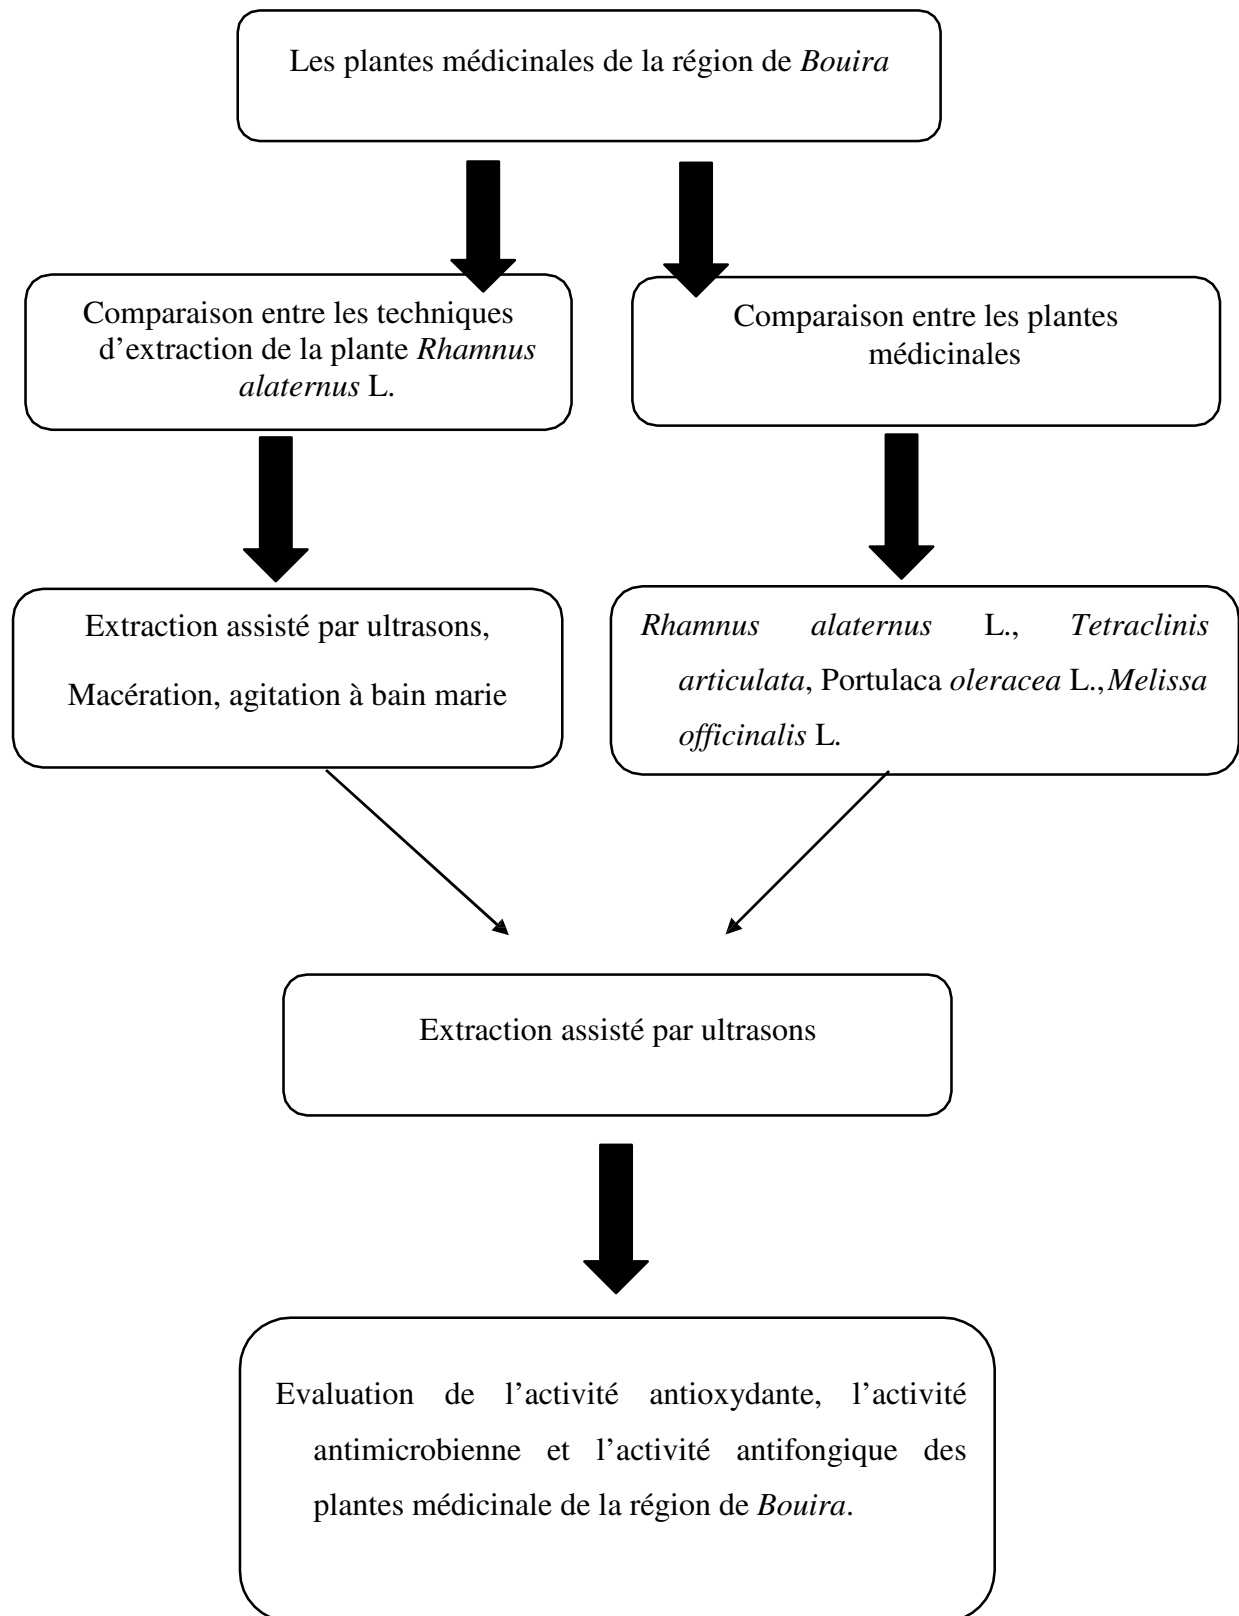 Les plantes médicinales de la région de Bouira
Comparaison entre les techniques
d’extraction de la plante Rhamnus
alaternus L.
Comparaison entre les plantes
médicinales
Extraction assisté par ultrasons,
Macération, agitation à bain marie
Rhamnus alaternus L., Tetraclinis
articulata, Portulaca oleracea L., Melissa
officinalis L.
Extraction assisté par ultrasons
Evaluation de l’activité antioxydante, l’activité
antimicrobienne et l’activité antifongique des
plantes médicinale de la région de Bouira.